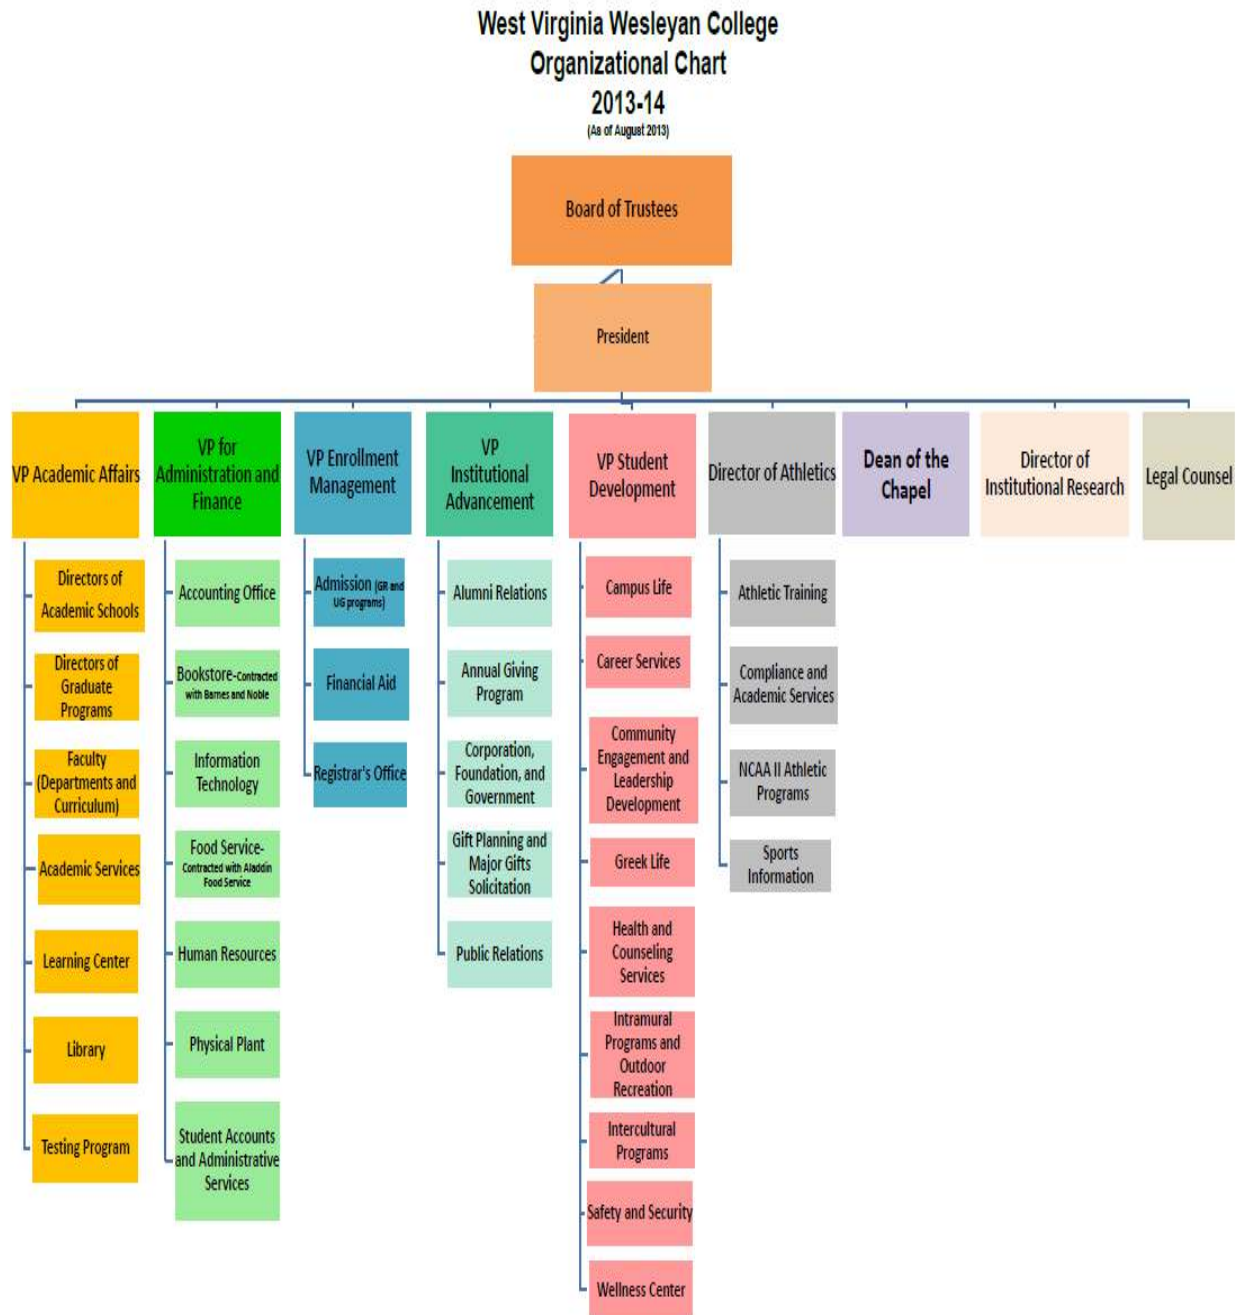 West Virginia Wesleyan College
Organizational Chart
2013-14
(As of August 2013)
Board of Trustees
President
VP Academic Affairs
VP for
Administration and
Finance
VP Enrollment
Management
VP
Institutional
Advancement
VP Student
Development
Director of Athletics
Dean of the
Chapel
Director of
Institutional Research
Legal Counsel
Directors of
Academic Schools
Directors of
Graduate
Programs
Faculty
(Departments and
Curriculum)
Academic Services
Learning Center
Library
Testing Program
Accounting Office
Bookstore-Contracted
with Barnes and Noble
Information
Technology
Food Service-
Contracted with Aladdin
Food Service
Human Resources
Physical Plant
Student Accounts
and Administrative
Services
Admission (GR and
UG programs)
Financial Aid
Registrar's Office
Alumni Relations
Annual Giving
Program
Corporation,
Foundation, and
Government
Gift Planning and
Major Gifts
Solicitation
Public Relations
Campus Life
Career Services
Community
Engagement and
Leadership
Development
Greek Life
Health and
Counseling
Services
Intramural
Programs and
Outdoor
Recreation
Intercultural
Programs
Safety and Security
Wellness Center
Athletic Training
Compliance and
Academic Services
NCAA II Athletic
Programs
Sports
Information